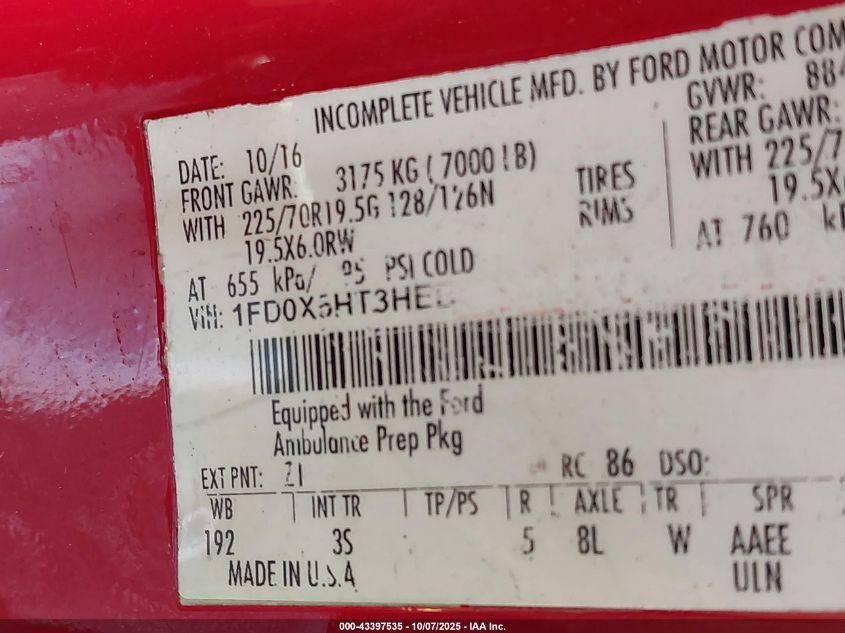 INCOMPLETE VEHICLE MFD. BY FORD MOTOR COM
DATE: 10/16
GVWR: 884
FRONT GAWR: 3175 KG (7000 LB)
REAR GAWR:
WITH 225/70R19.5G 128/126N
TIRES
WITH 225/7
19.5X6.0RW
RIMS
19.5X
AT 655 kPa/ 95 PSI COLD
AT 760 kP
VIN: 1FD0X5HT3HE
Equipped with the Ford
Ambulance Prep Pkg
EXT PNT: Z1
RC 86 DSO:
WB INT TR TP/PS R AXLE TR SPR
192 3S 5 8L W AAEE
MADE IN U.S.A ULN
000-43397535 - 10/07/2025 - IAA Inc.